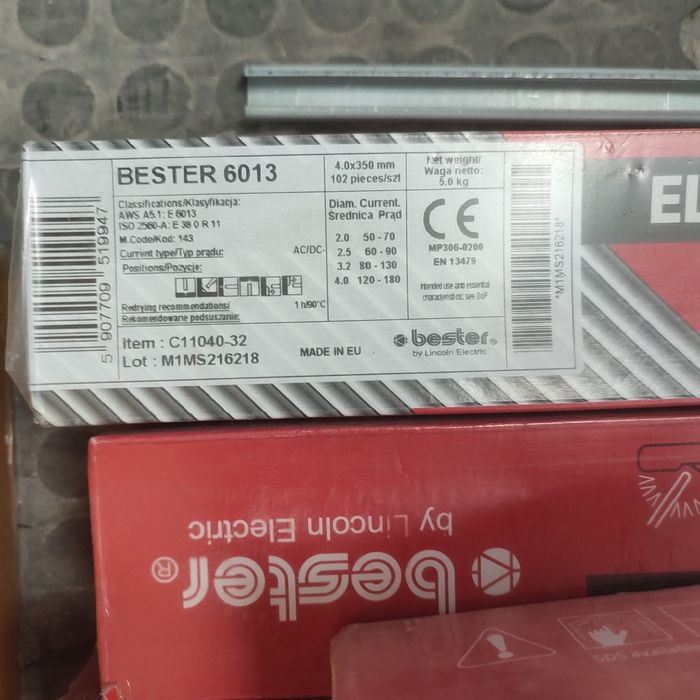 BESTER 6013
4.0x350 mm
102 pieces/szt
Net weight/
Waga netto:
5.0 kg
Classifications/Klasyfikacja:
AWS A5.1: E 6013
ISO 2560-A: E 38 0 R 11
M.Code/Kod: 143
Current type/Typ prądu: AC/DC-
Positions/Pozycje:
Redrying recommendations/ 1 h/90°C
Rekomendowane podsuszanie:
Diam. Current.
Średnica Prąd
2.0 50 - 70
2.5 60 - 90
3.2 80 - 130
4.0 120 - 180
CE
MP306-0200
EN 13479
Intended use and essential
characteristics: see DoP
Item : C11040-32
Lot : M1MS216218
MADE IN EU
bester®
by Lincoln Electric
5 907709 519947
*M1MS216218*
EL
bester®
by Lincoln Electric